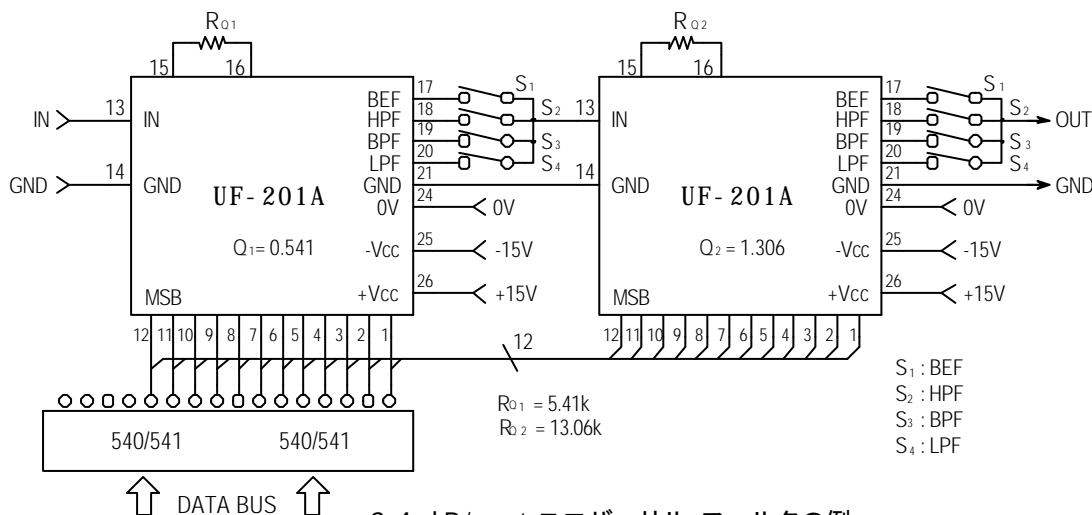 RQ1
RQ2
15
16
15
16
IN
13
IN
GND
14
GND
UF-201A
Q1= 0.541
MSB
BEF
17
HPF
18
BPF
19
LPF
20
GND
21
0V
24
0V
-Vcc
25
-15V
+Vcc
26
+15V
S1
S2
S3
S4
13
IN
14
GND
UF-201A
Q2 = 1.306
MSB
BEF
17
HPF
18
BPF
19
LPF
20
GND
21
0V
24
0V
-Vcc
25
-15V
+Vcc
26
+15V
S1
S2
S3
S4
OUT
GND
12 11 10 9 8 7 6 5 4 3 2 1
12 11 10 9 8 7 6 5 4 3 2 1
12
RQ1 = 5.41k
RQ2 = 13.06k
S1 : BEF
S2 : HPF
S3 : BPF
S4 : LPF
540/541
540/541
DATA BUS